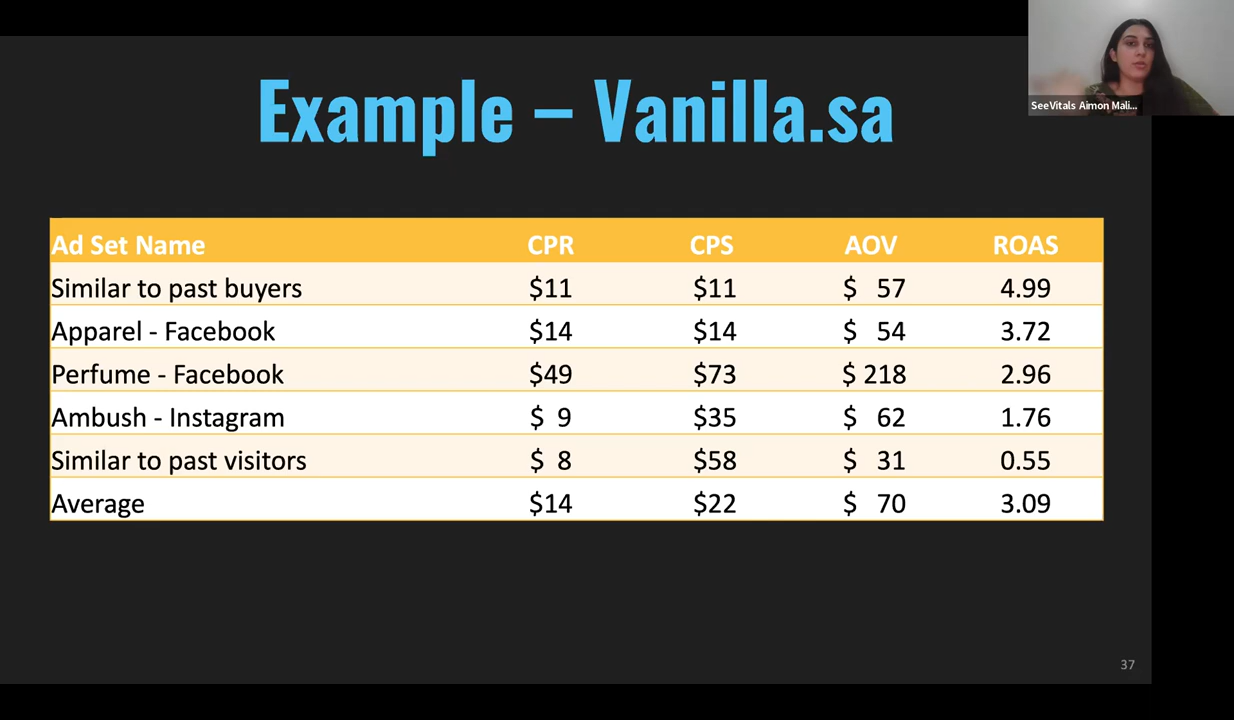 Example – Vanilla.sa
SeeVitals Aimon Mali...
Ad Set Name CPR CPS AOV ROAS
Similar to past buyers $11 $11 $ 57 4.99
Apparel - Facebook $14 $14 $ 54 3.72
Perfume - Facebook $49 $73 $ 218 2.96
Ambush - Instagram $ 9 $35 $ 62 1.76
Similar to past visitors $ 8 $58 $ 31 0.55
Average $14 $22 $ 70 3.09
37